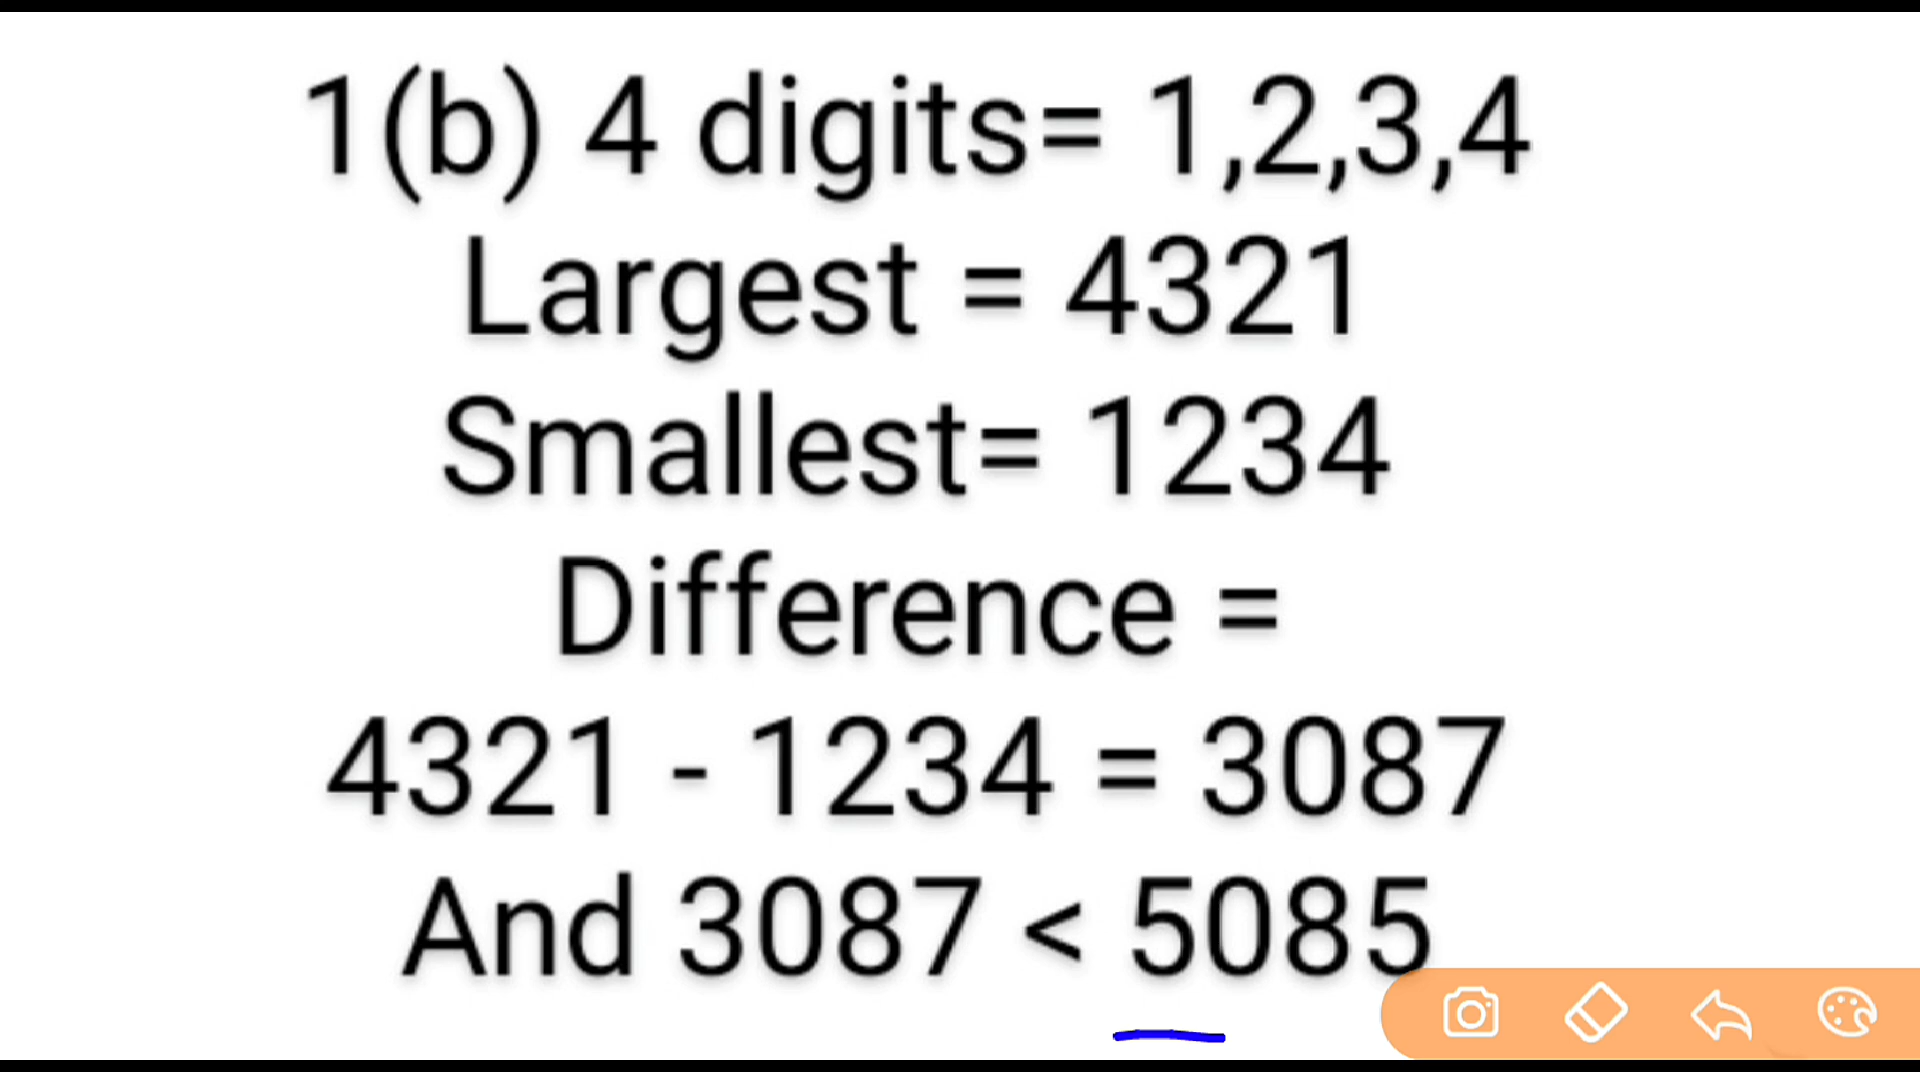 1(b) 4 digits= 1,2,3,4
Largest = 4321
Smallest= 1234
Difference =
4321 - 1234 = 3087
And 3087 < 5085